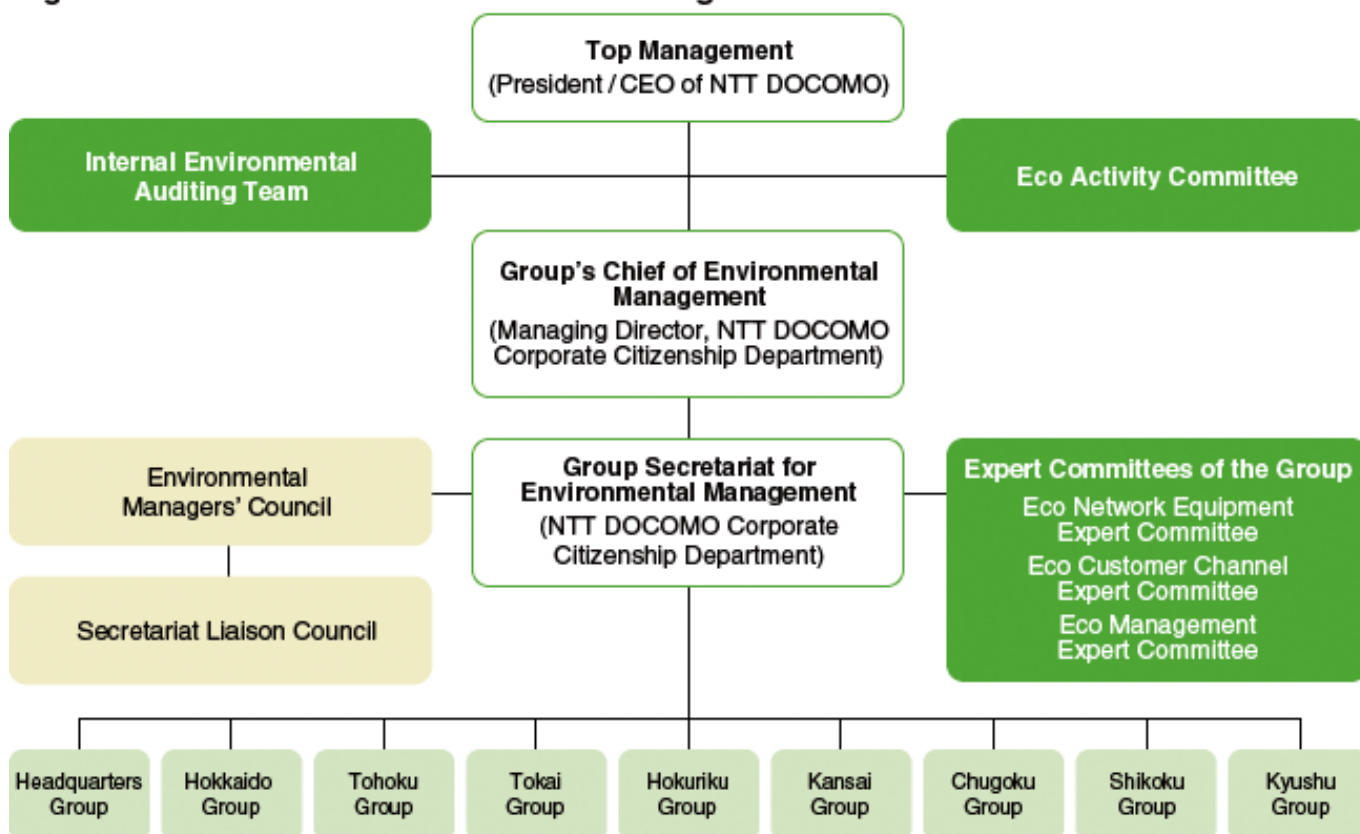 Top Management
(President / CEO of NTT DOCOMO)
Internal Environmental
Auditing Team
Eco Activity Committee
Group's Chief of Environmental
Management
(Managing Director, NTT DOCOMO
Corporate Citizenship Department)
Environmental
Managers' Council
Group Secretariat for
Environmental Management
(NTT DOCOMO Corporate
Citizenship Department)
Expert Committees of the Group
Eco Network Equipment
Expert Committee
Eco Customer Channel
Expert Committee
Eco Management
Expert Committee
Secretariat Liaison Council
Headquarters
Group
Hokkaido
Group
Tohoku
Group
Tokai
Group
Hokuriku
Group
Kansai
Group
Chugoku
Group
Shikoku
Group
Kyushu
Group